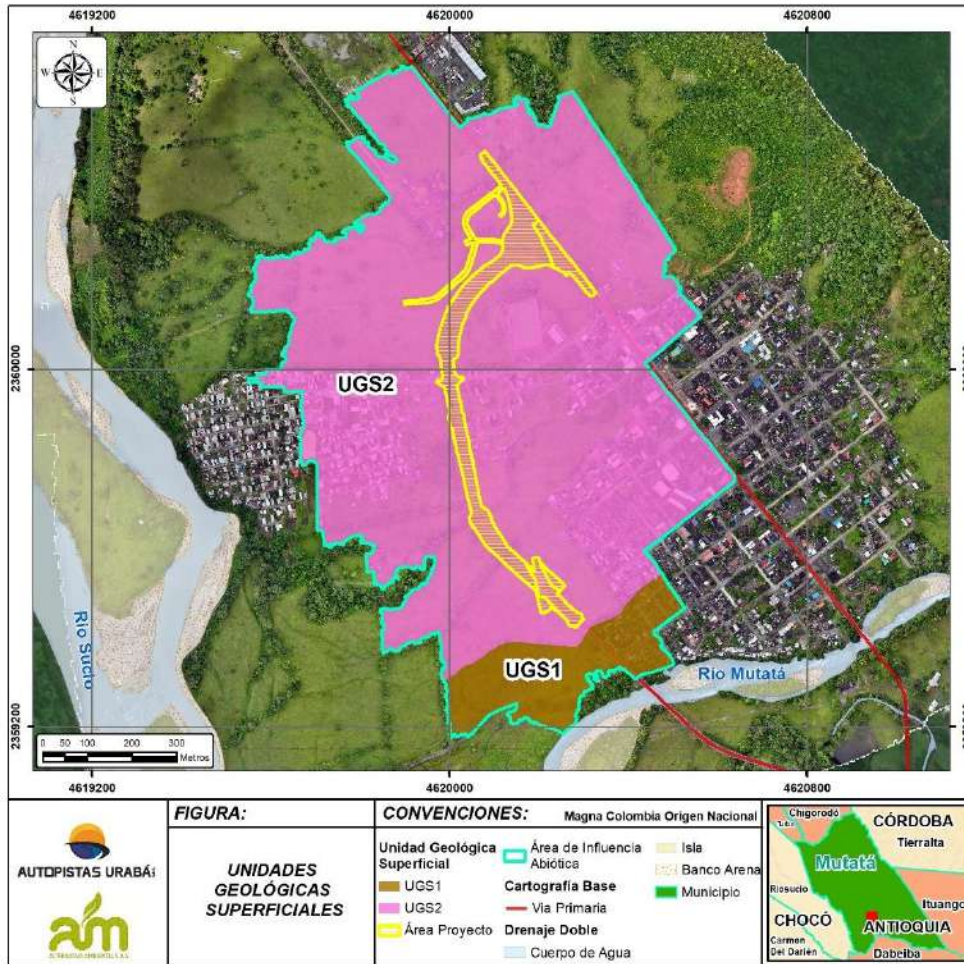 4619200
4620000
4620800
N
W
E
S
2360000
UGS2
Río Sucio
UGS1
Río Mutatá
2359200
0 50 100 200 300
Metros
AUTOPISTAS URABÁ
am
FIGURA:
UNIDADES
GEOLÓGICAS
SUPERFICIALES
CONVENCIONES:
Magna Colombia Origen Nacional
Unidad Geológica
Superficial
UGS1
UGS2
Área Proyecto
Área de Influencia
Abiótica
Cartografía Base
Via Primaria
Drenaje Doble
Cuerpo de Agua
Isla
Banco Arena
Municipio
Chigorodó
CÓRDOBA
Tierralta
Mutatá
Riosucio
Ituango
CHOCÓ
ANTIOQUIA
Carmen
Del Darién
Dabeiba
4619200
4620000
4620800